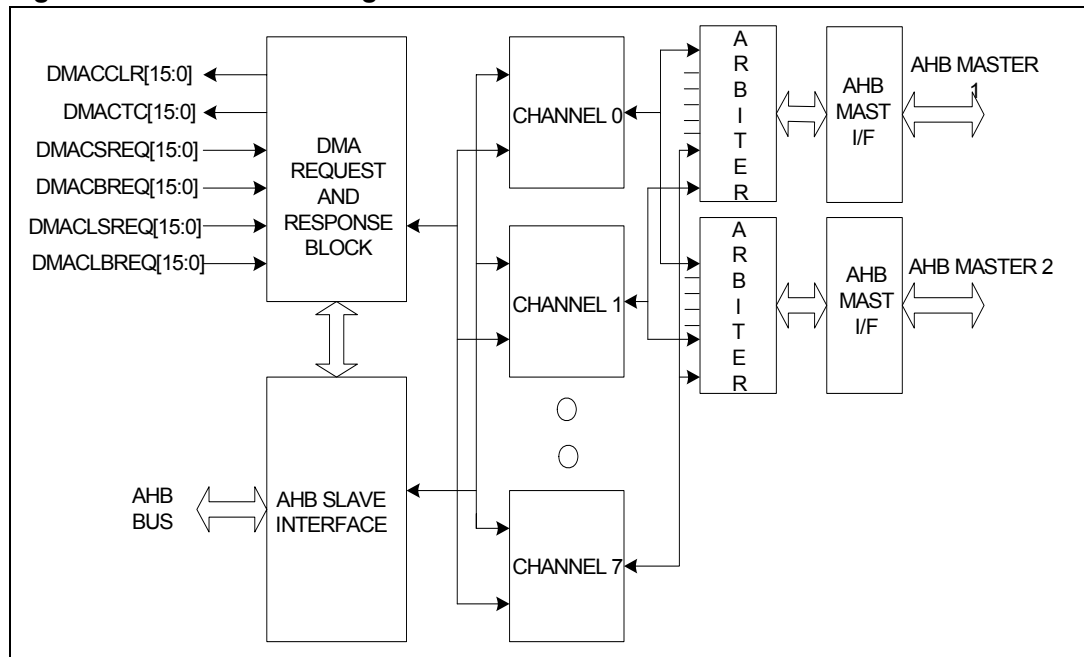 DMACCLR[15:0]
DMACTC[15:0]
DMACSREQ[15:0]
DMACBREQ[15:0]
DMACLSREQ[15:0]
DMACLBREQ[15:0]
DMA
REQUEST
AND
RESPONSE
BLOCK
AHB
BUS
AHB SLAVE
INTERFACE
CHANNEL 0
CHANNEL 1
CHANNEL 7
A
R
B
I
T
E
R
AHB
MAST
I/F
AHB MASTER
1
A
R
B
I
T
E
R
AHB
MAST
I/F
AHB MASTER 2